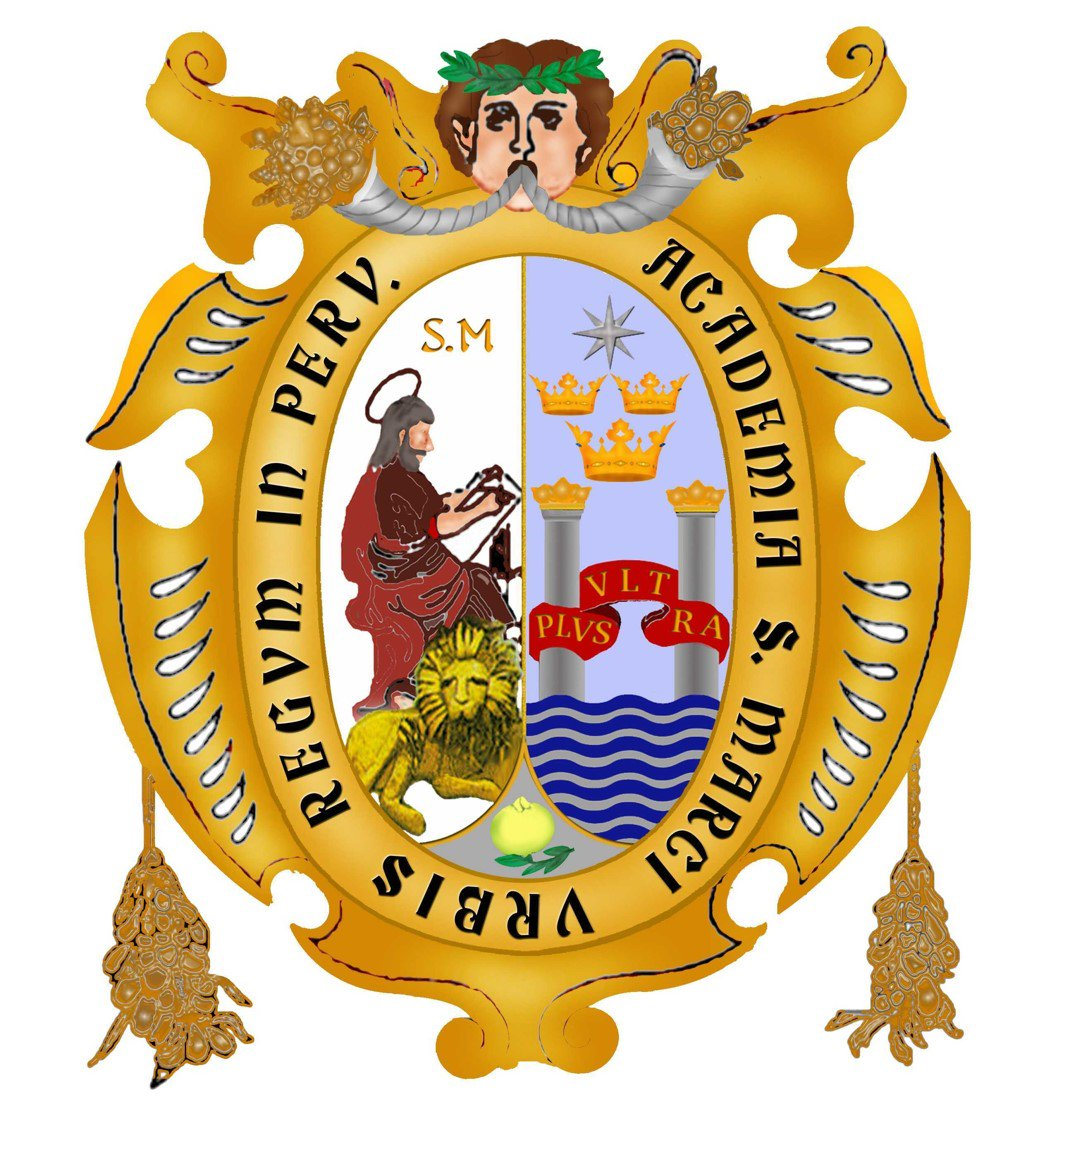 ACADEMIA S. MARCI VRBIS REGVM IN PERV.
S.M
PLVS VLT RA